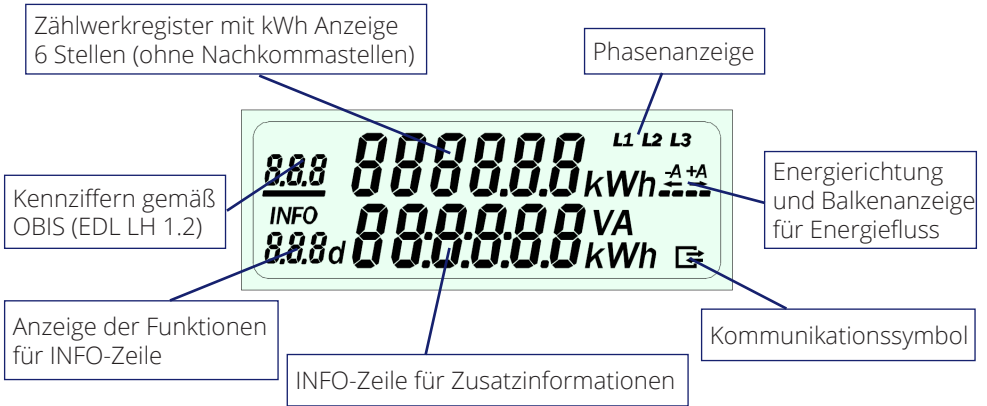 Zählwerkregister mit kWh Anzeige
6 Stellen (ohne Nachkommastellen)
Phasenanzeige
L1 L2 L3
8.8.8 8888.8.8 kWh -A +A
Kennziffern gemäß
OBIS (EDL LH 1.2)
Energierichtung
und Balkenanzeige
für Energiefluss
INFO VA
8.8.8d 88:8:8:8.8 kWh
Anzeige der Funktionen
für INFO-Zeile
INFO-Zeile für Zusatzinformationen
Kommunikationssymbol